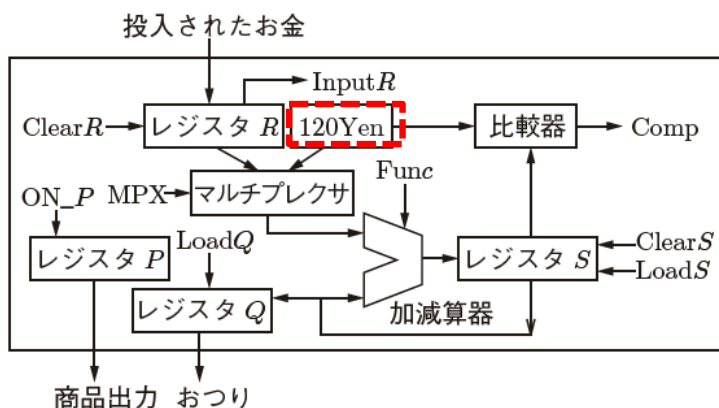 投入されたお金
InputR
ClearR
レジスタ R
120Yen
比較器
Comp
ON_P
MPX
マルチプレクサ
Func
レジスタ P
LoadQ
レジスタ S
ClearS
LoadS
レジスタ Q
加減算器
商品出力
おつり